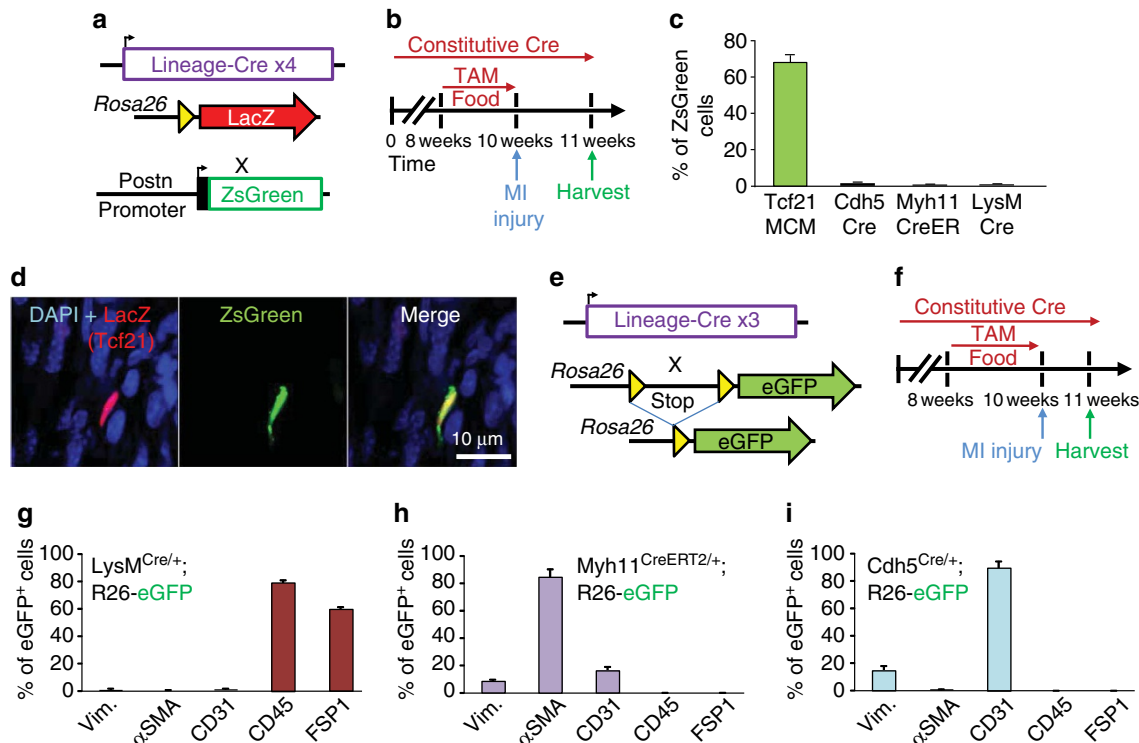 a
Lineage-Cre x4
Rosa26
LacZ
X
Postn
Promoter
ZsGreen
b
Constitutive Cre
TAM
Food
0 8 weeks 10 weeks 11 weeks
Time
MI
injury
Harvest
c
% of ZsGreen
cells
80
60
40
20
0
Tcf21 Cdh5 Myh11 LysM
MCM Cre CreER Cre
d
DAPI + LacZ
(Tcf21)
ZsGreen
Merge
10 μm
e
Lineage-Cre x3
Rosa26
X
Stop
eGFP
Rosa26
eGFP
f
Constitutive Cre
TAM
Food
8 weeks 10 weeks 11 weeks
MI injury Harvest
g
% of eGFP+ cells
100
80
60
40
20
0
LysMCre/+;
R26-eGFP
Vim. αSMA CD31 CD45 FSP1
h
% of eGFP+ cells
100
80
60
40
20
0
Myh11CreERT2/+;
R26-eGFP
Vim. αSMA CD31 CD45 FSP1
i
% of eGFP+ cells
100
80
60
40
20
0
Cdh5Cre/+;
R26-eGFP
Vim. αSMA CD31 CD45 FSP1